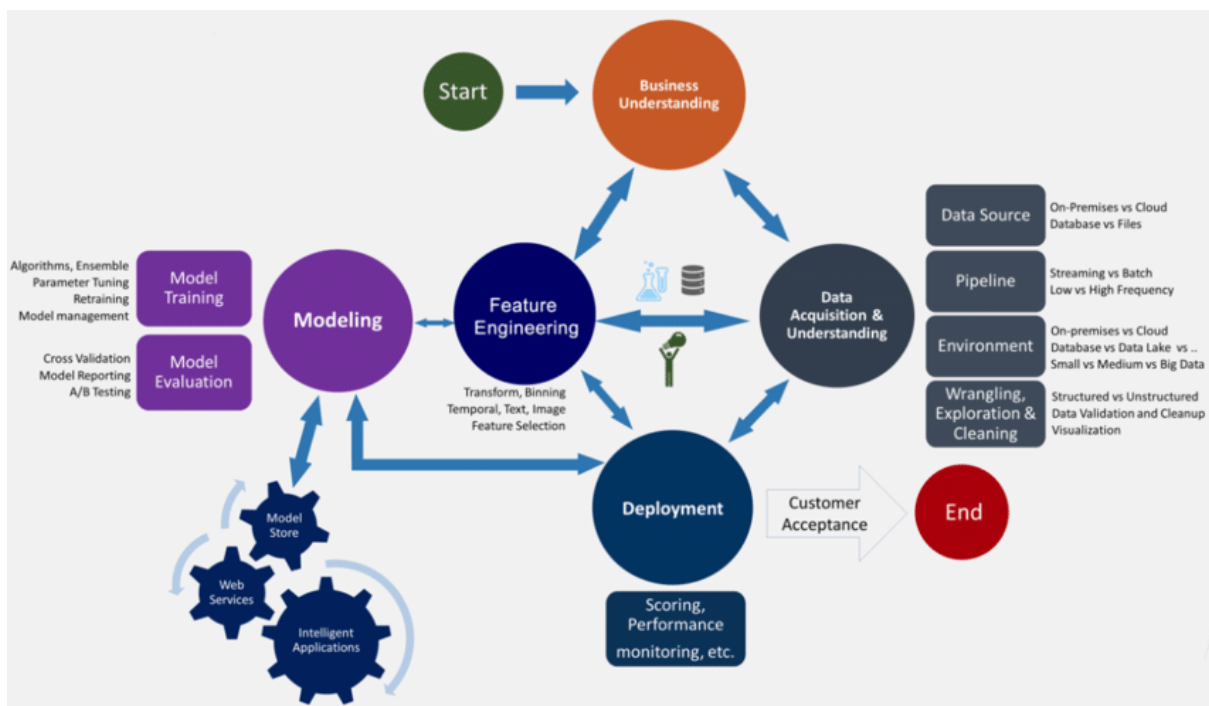 Start
Business
Understanding
Data Source
On-Premises vs Cloud
Database vs Files
Pipeline
Streaming vs Batch
Low vs High Frequency
Environment
On-premises vs Cloud
Database vs Data Lake vs ..
Small vs Medium vs Big Data
Wrangling,
Exploration &
Cleaning
Structured vs Unstructured
Data Validation and Cleanup
Visualization
Data
Acquisition &
Understanding
Feature
Engineering
Transform, Binning
Temporal, Text, Image
Feature Selection
Modeling
Model
Training
Algorithms, Ensemble
Parameter Tuning
Retraining
Model management
Model
Evaluation
Cross Validation
Model Reporting
A/B Testing
Model
Store
Web
Services
Intelligent
Applications
Deployment
Scoring,
Performance
monitoring, etc.
Customer
Acceptance
End